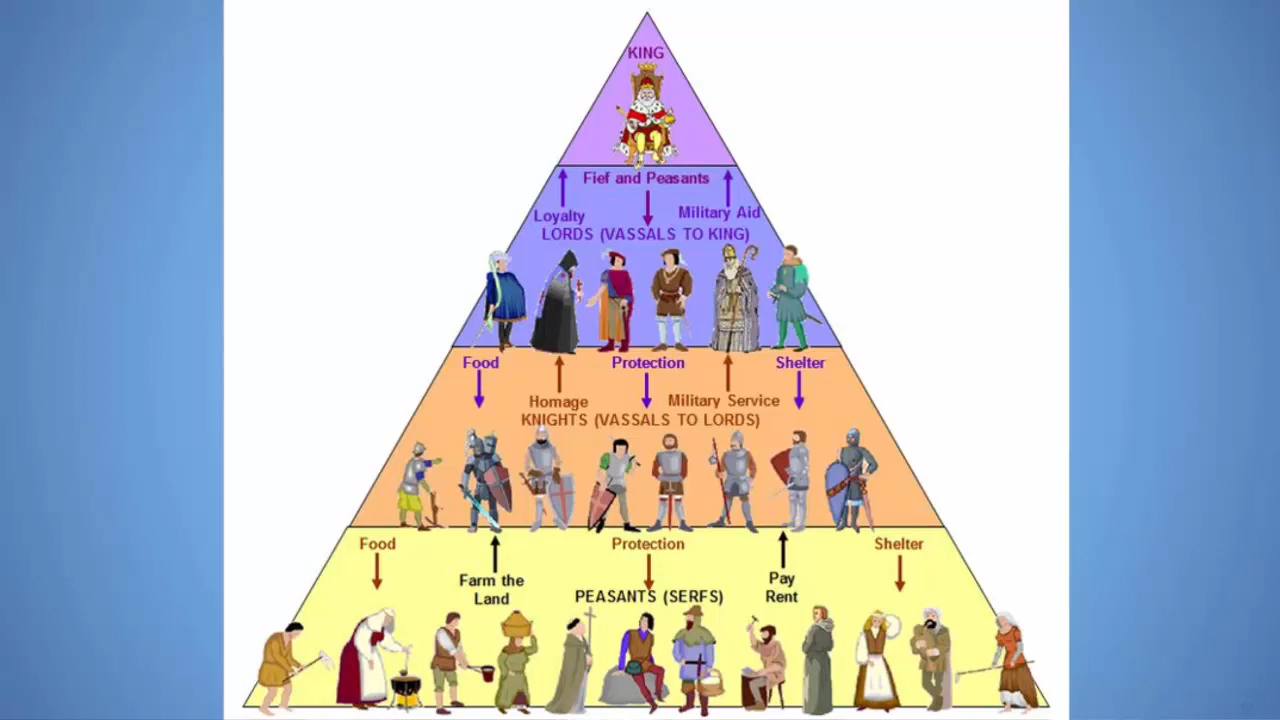 KING
Fief and Peasants
Loyalty
Military Aid
LORDS (VASSALS TO KING)
Food
Protection
Shelter
Homage
Military Service
KNIGHTS (VASSALS TO LORDS)
Food
Protection
Shelter
Farm the
Land
Pay
Rent
PEASANTS (SERFS)